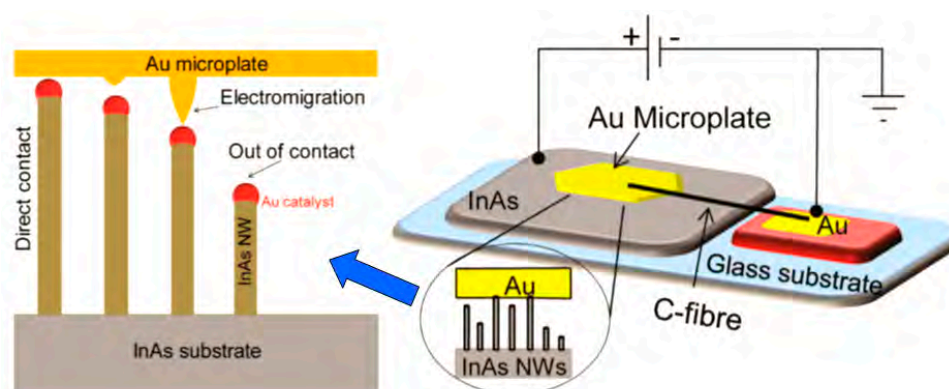 Au microplate
Electromigration
Out of contact
Au catalyst
Direct contact
InAs NW
InAs substrate
+ -
Au Microplate
InAs
Au
Glass substrate
C-fibre
Au
InAs NWs